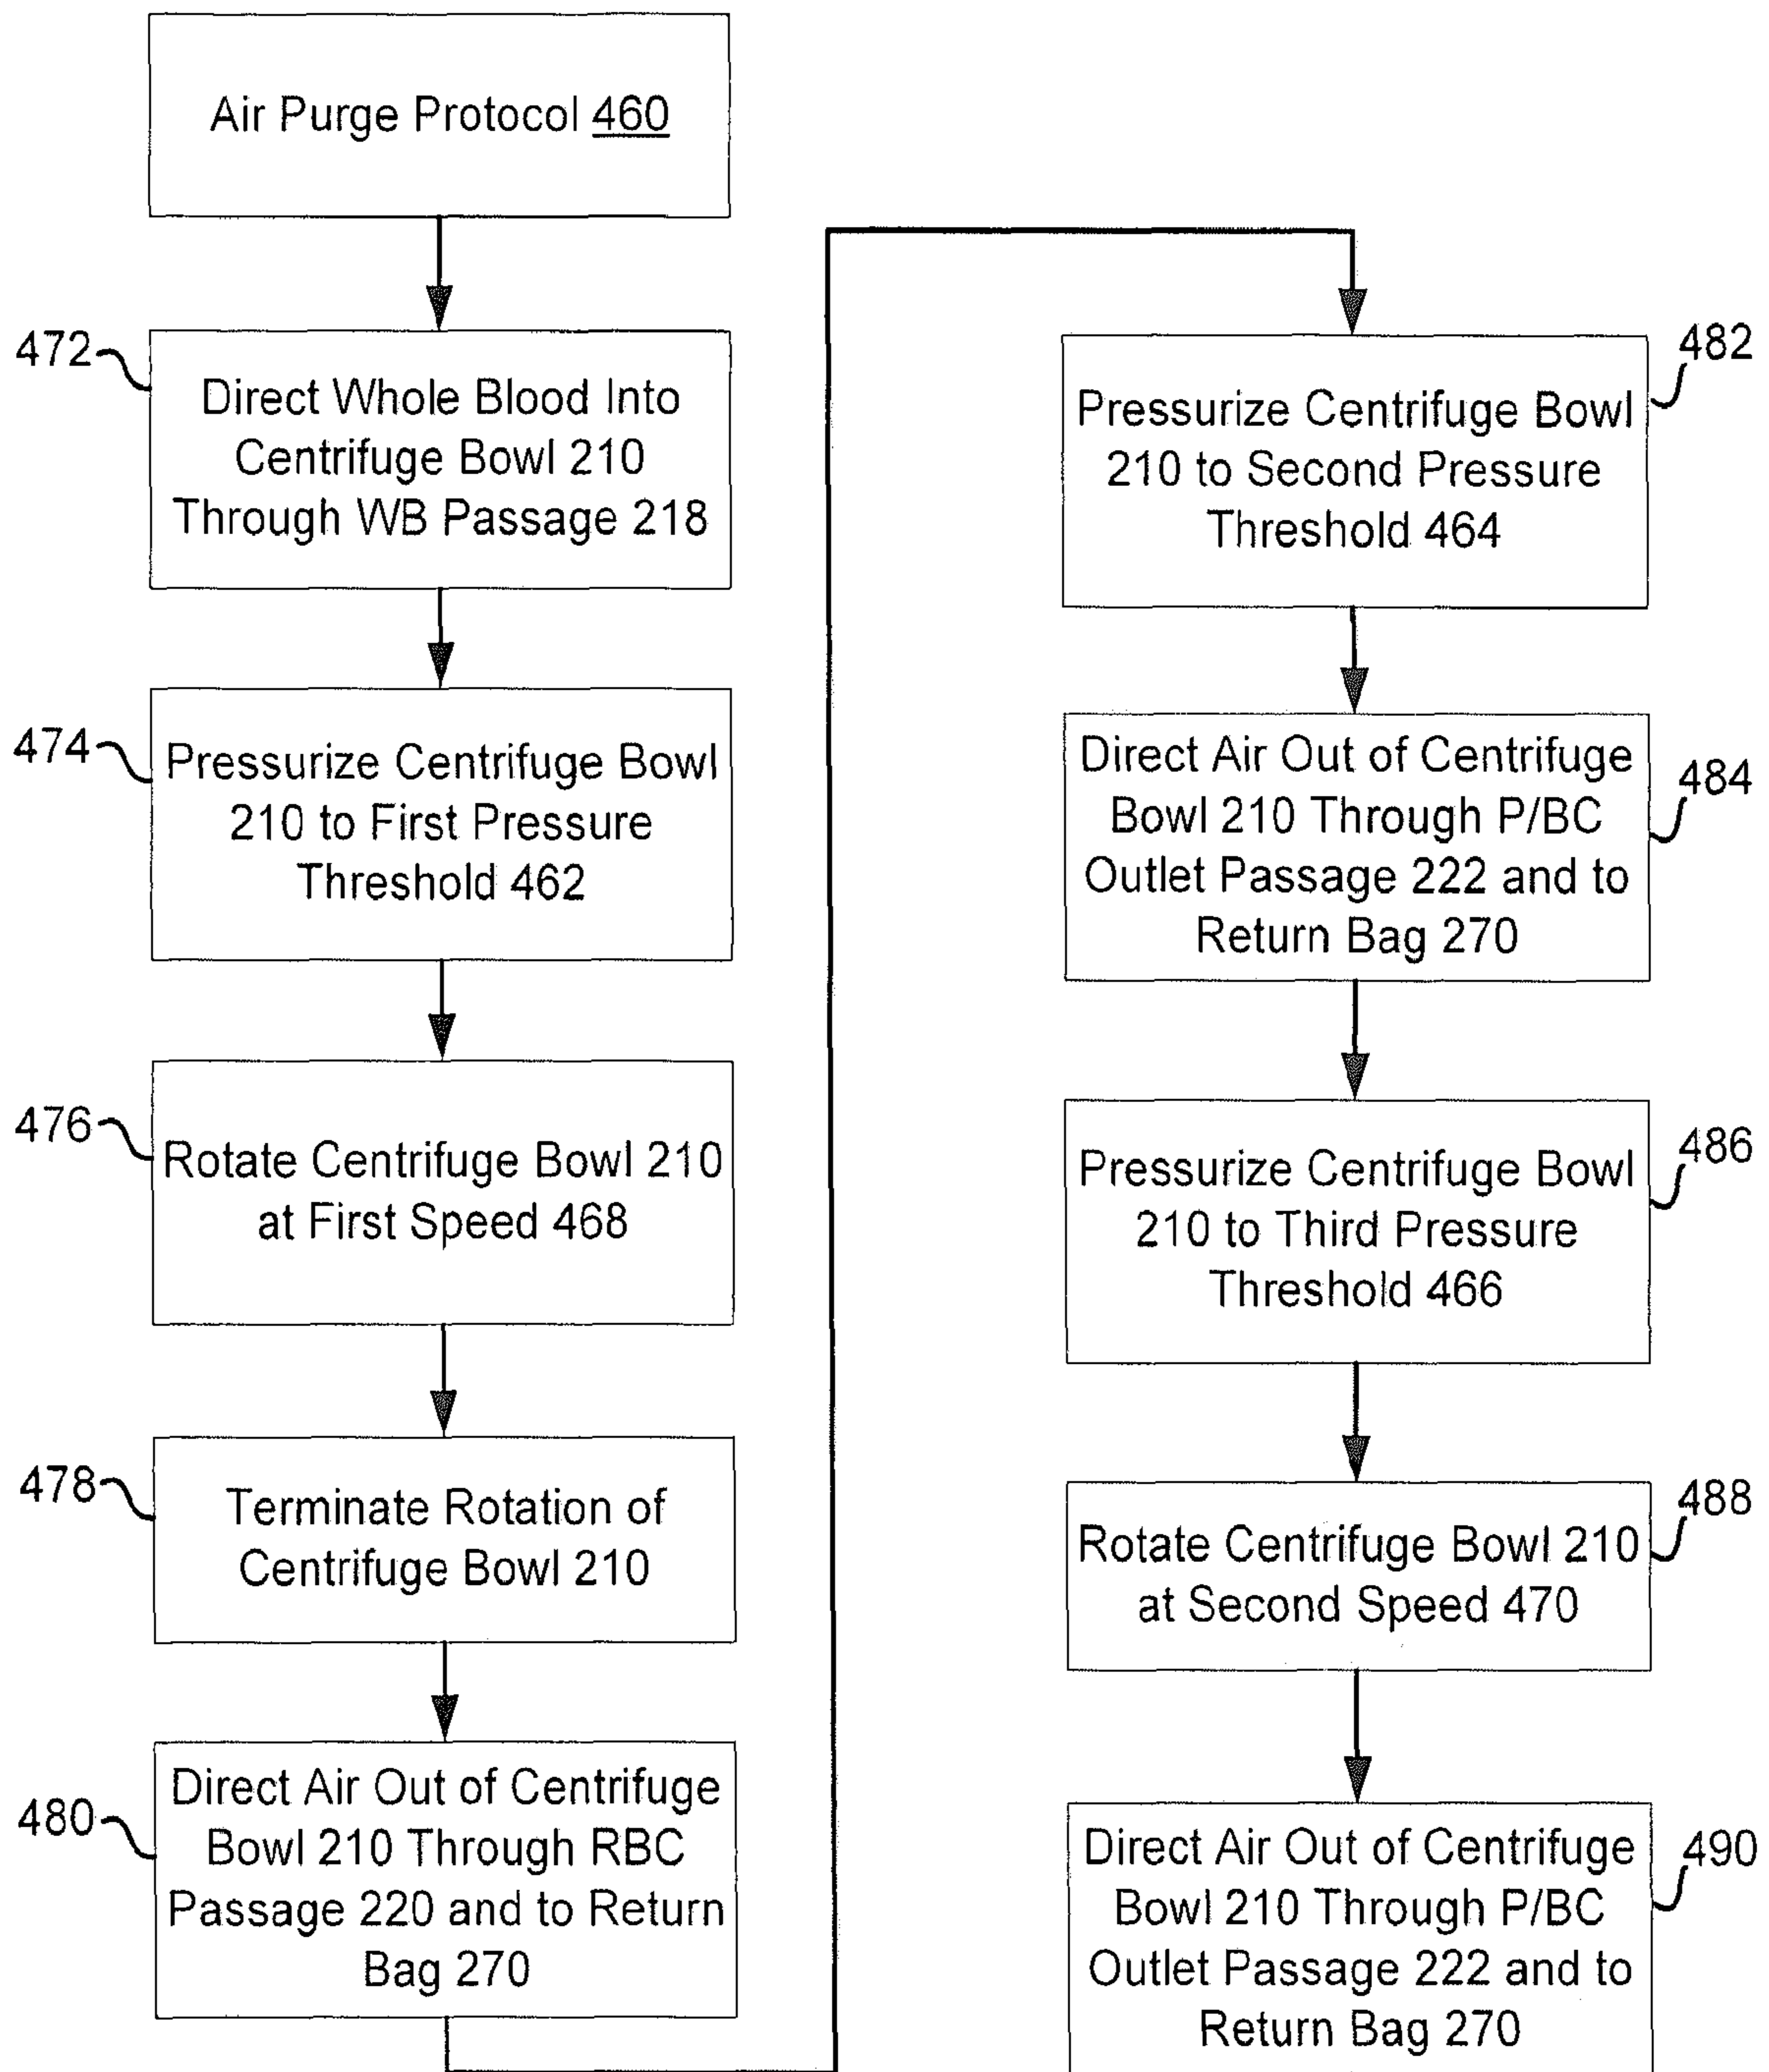 Air Purge Protocol 460
472
Direct Whole Blood Into
Centrifuge Bowl 210
Through WB Passage 218
474
Pressurize Centrifuge Bowl
210 to First Pressure
Threshold 462
476
Rotate Centrifuge Bowl 210
at First Speed 468
478
Terminate Rotation of
Centrifuge Bowl 210
480
Direct Air Out of Centrifuge
Bowl 210 Through RBC
Passage 220 and to Return
Bag 270
482
Pressurize Centrifuge Bowl
210 to Second Pressure
Threshold 464
484
Direct Air Out of Centrifuge
Bowl 210 Through P/BC
Outlet Passage 222 and to
Return Bag 270
486
Pressurize Centrifuge Bowl
210 to Third Pressure
Threshold 466
488
Rotate Centrifuge Bowl 210
at Second Speed 470
490
Direct Air Out of Centrifuge
Bowl 210 Through P/BC
Outlet Passage 222 and to
Return Bag 270